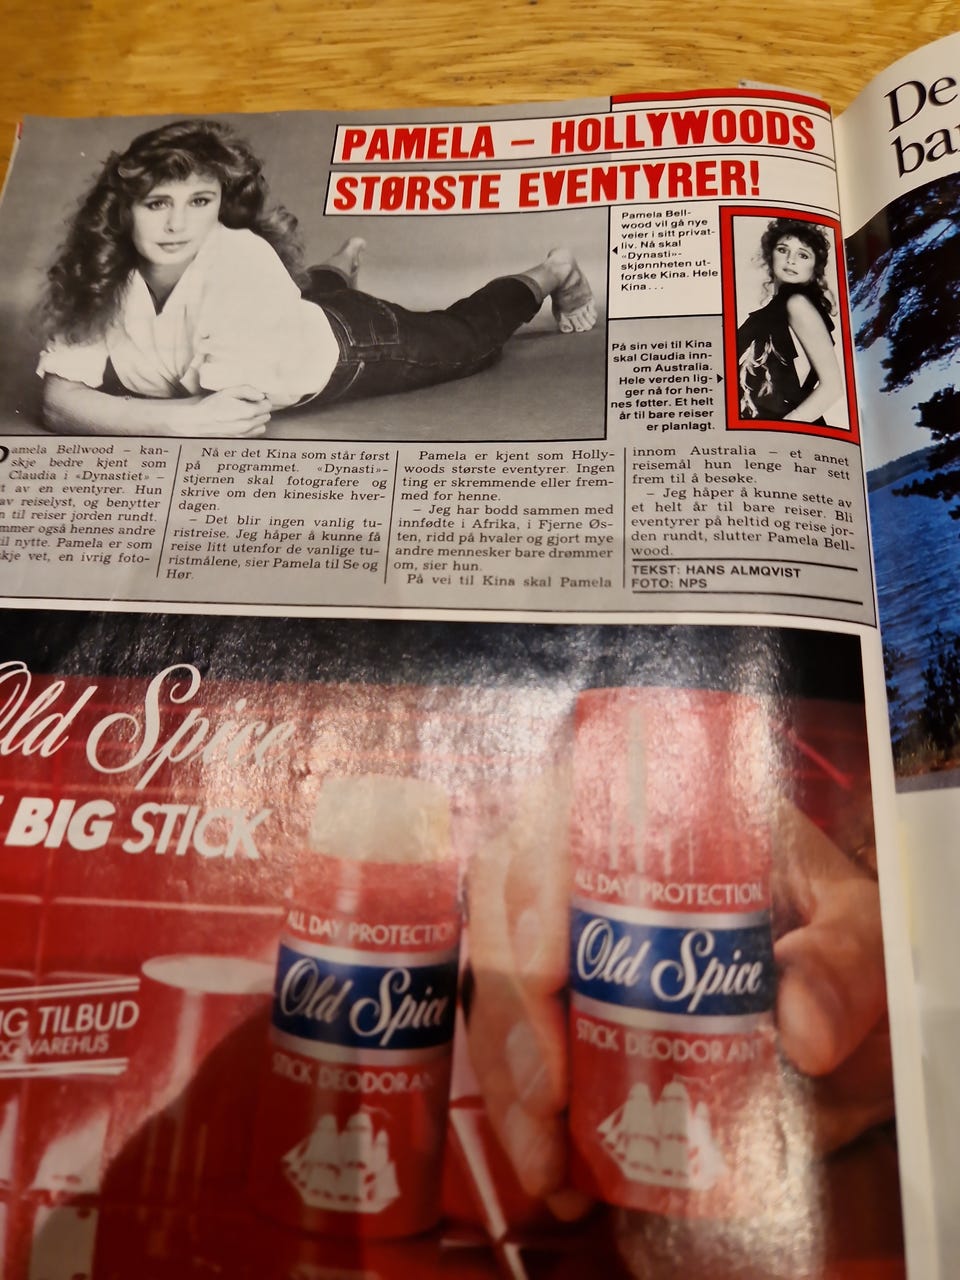 PAMELA – HOLLYWOODS
STØRSTE EVENTYRER!
Pamela Bell-
wood vil gå nye
veier i sitt privat-
liv. Nå skal
«Dynasti»-
skjønnheten ut-
forske Kina. Hele
Kina...
På sin vei til Kina
skal Claudia inn-
om Australia.
Hele verden lig-
ger nå for hen-
nes føtter. Et helt
år til bare reiser
er planlagt.
Pamela Bellwood – kan-
skje bedre kjent som
Claudia i «Dynastiet» –
t av en eventyrer. Hun
av reiselyst, og benytter
n til reiser jorden rundt.
mmer også hennes andre
il nytte. Pamela er som
skje vet, en ivrig foto-
Nå er det Kina som står først
på programmet. «Dynasti»-
stjernen skal fotografere og
skrive om den kinesiske hver-
dagen.
– Det blir ingen vanlig tu-
ristreise. Jeg håper å kunne få
reise litt utenfor de vanlige tu-
ristmålene, sier Pamela til Se og
Hør.
Pamela er kjent som Holly-
woods største eventyrer. Ingen
ting er skremmende eller frem-
med for henne.
– Jeg har bodd sammen med
innfødte i Afrika, i Fjerne Øs-
ten, ridd på hvaler og gjort mye
andre mennesker bare drømmer
om, sier hun.
På vei til Kina skal Pamela
innom Australia – et annet
reisemål hun lenge har sett
frem til å besøke.
– Jeg håper å kunne sette av
et helt år til bare reiser. Bli
eventyrer på heltid og reise jor-
den rundt, slutter Pamela Bell-
wood.
TEKST: HANS ALMQVIST
FOTO: NPS
De
ba
Old Spice
BIG STICK
G TILBUD
OG VAREHUS
ALL DAY PROTECTION
Old Spice
STICK DEODORANT
ALL DAY PROTECTION
Old Spice
STICK DEODORANT